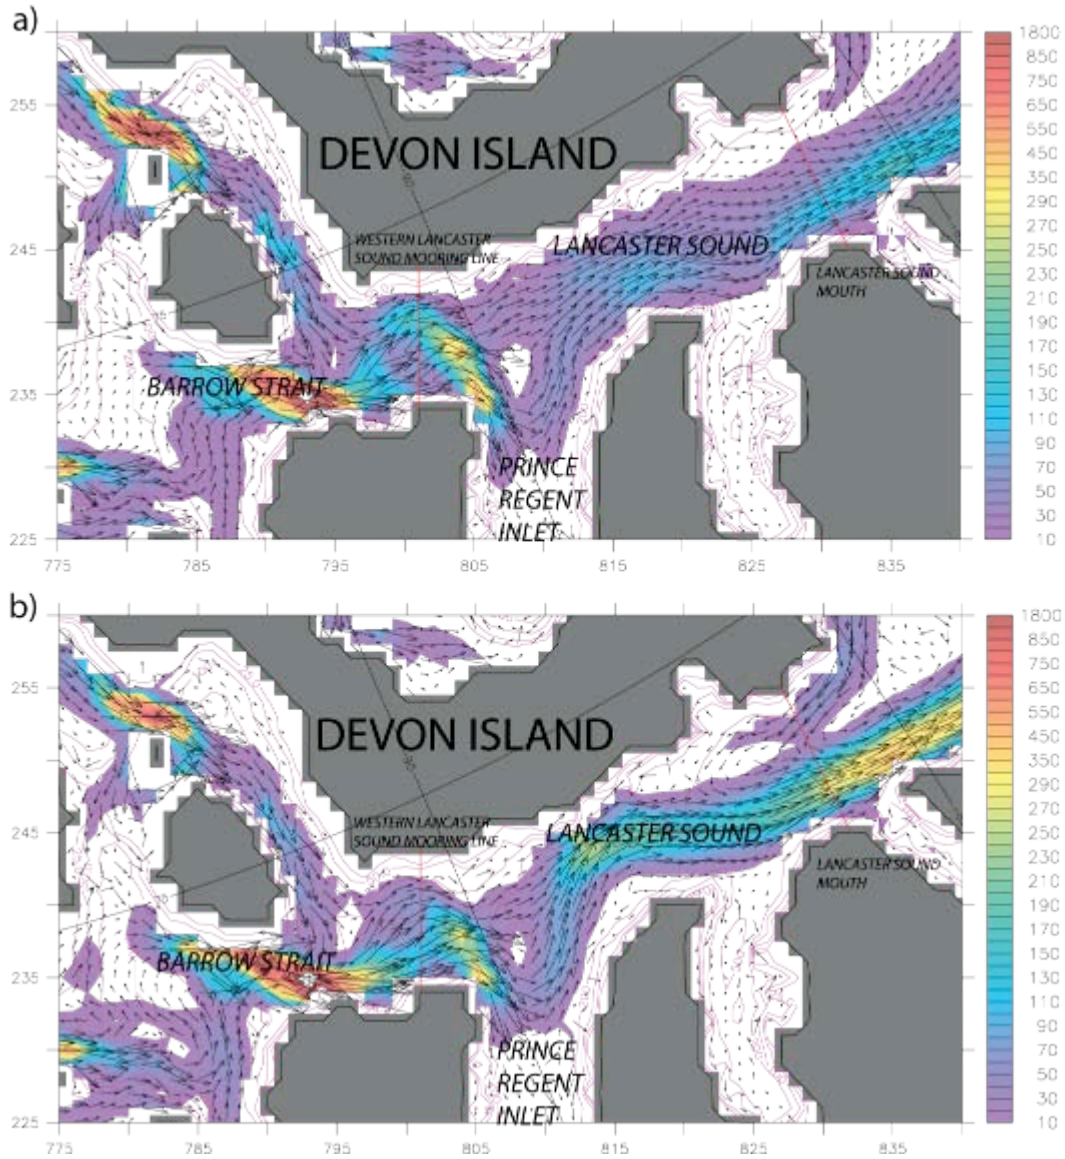 a)
1800
850
750
650
550
450
350
290
270
250
230
210
190
170
150
130
110
90
70
50
30
10
255
245
235
225
DEVON ISLAND
WESTERN LANCASTER
SOUND MOORING LINE
LANCASTER SOUND
LANCASTER SOUND
MOUTH
BARROW STRAIT
PRINCE
REGENT
INLET
775 785 795 805 815 825 835
b)
1800
850
750
650
550
450
350
290
270
250
230
210
190
170
150
130
110
90
70
50
30
10
255
245
235
225
DEVON ISLAND
WESTERN LANCASTER
SOUND MOORING LINE
LANCASTER SOUND
LANCASTER SOUND
MOUTH
BARROW STRAIT
PRINCE
REGENT
INLET
775 785 795 805 815 825 835